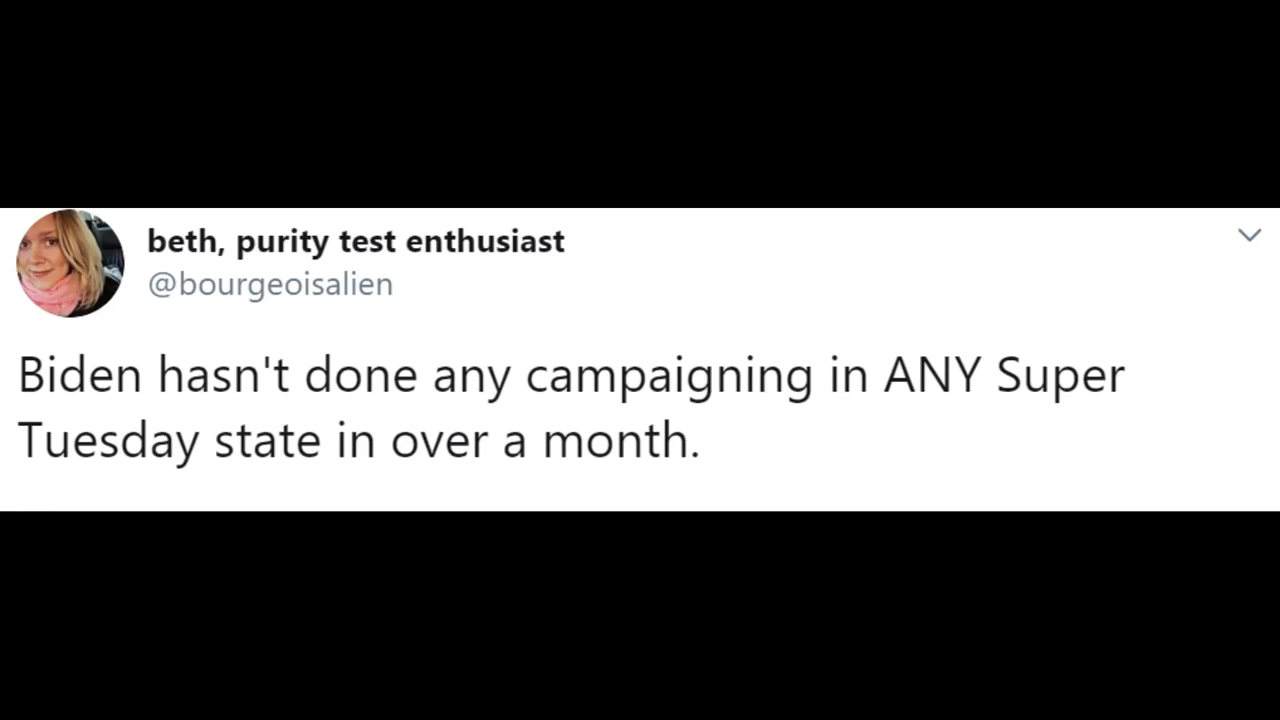 beth, purity test enthusiast
@bourgeoisalien
Biden hasn't done any campaigning in ANY Super
Tuesday state in over a month.